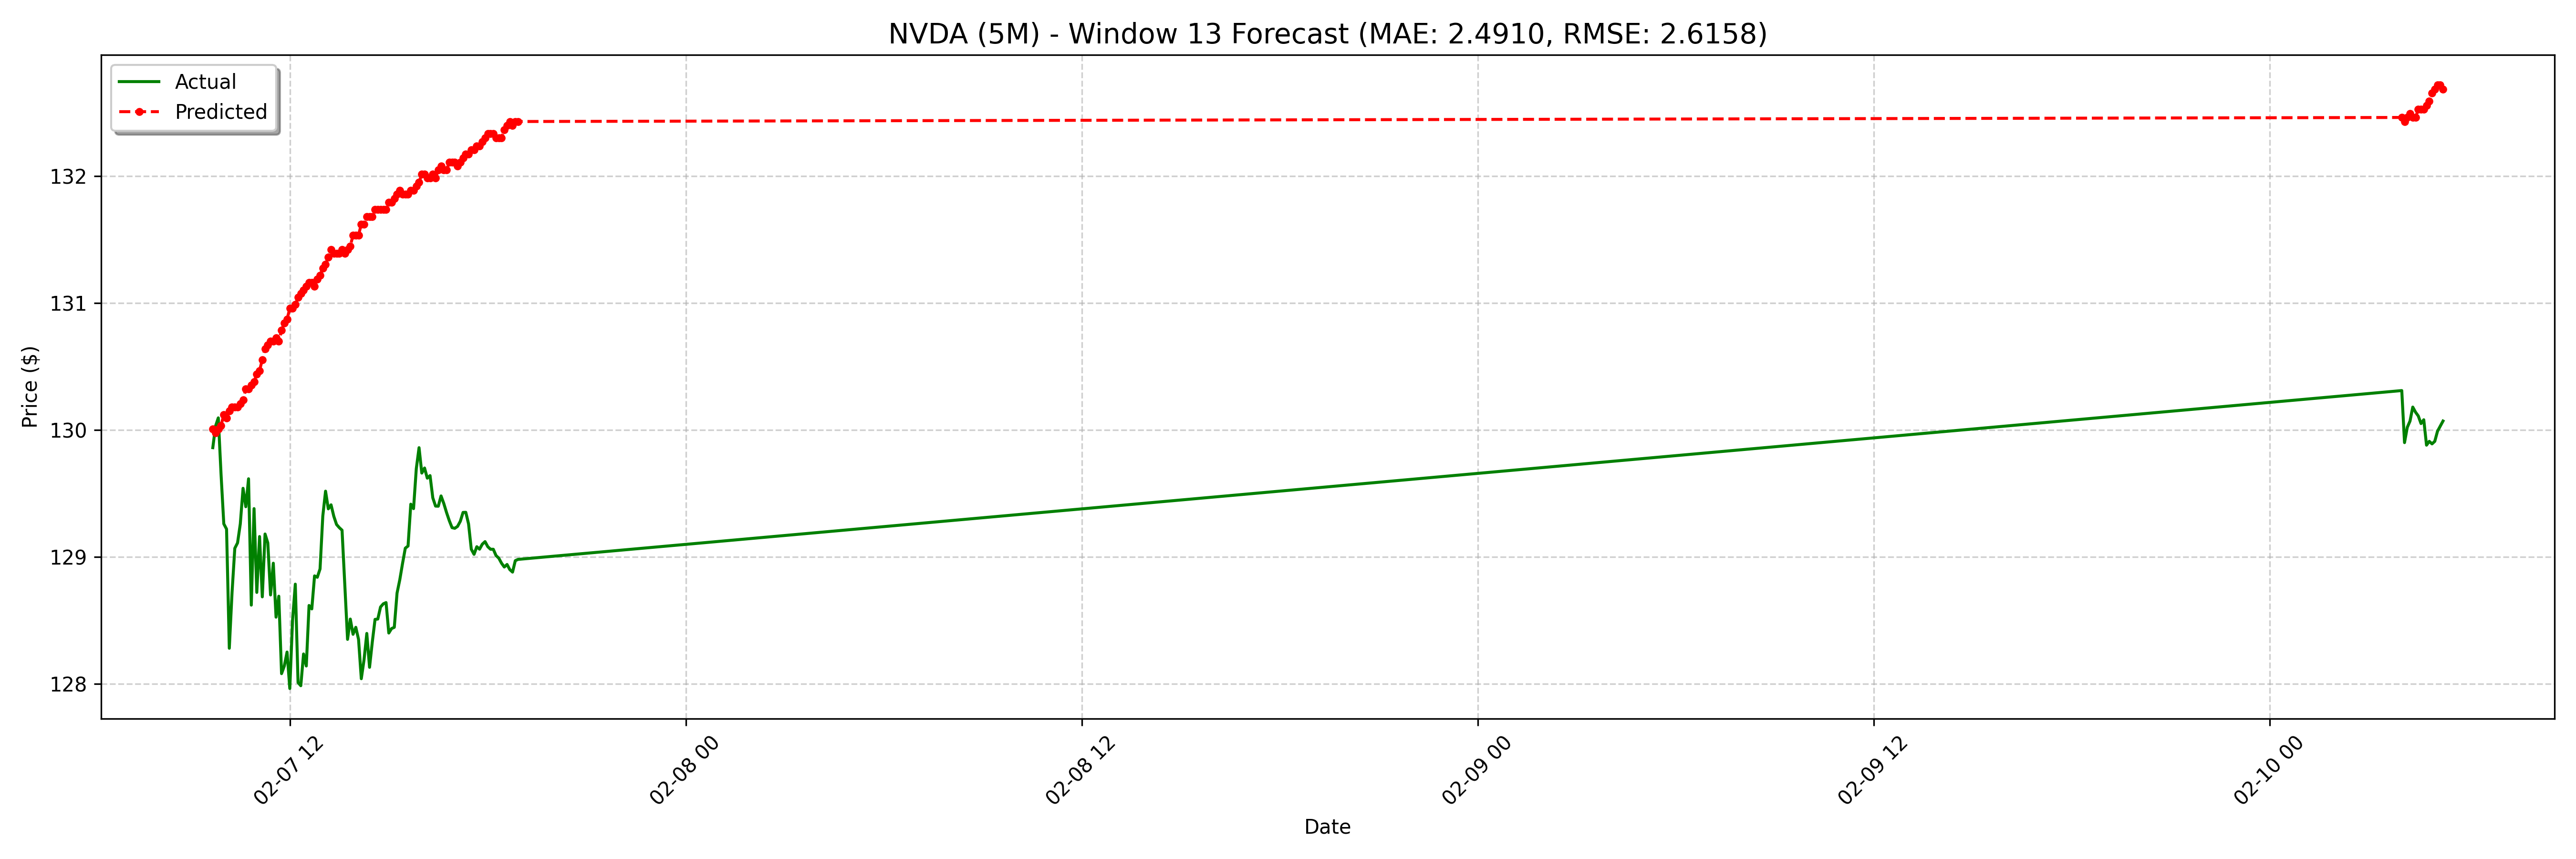 NVDA (5M) - Window 13 Forecast (MAE: 2.4910, RMSE: 2.6158)
Actual
Predicted
Price ($)
132
131
130
129
128
02-07 12
02-08 00
02-08 12
02-09 00
02-09 12
02-10 00
Date